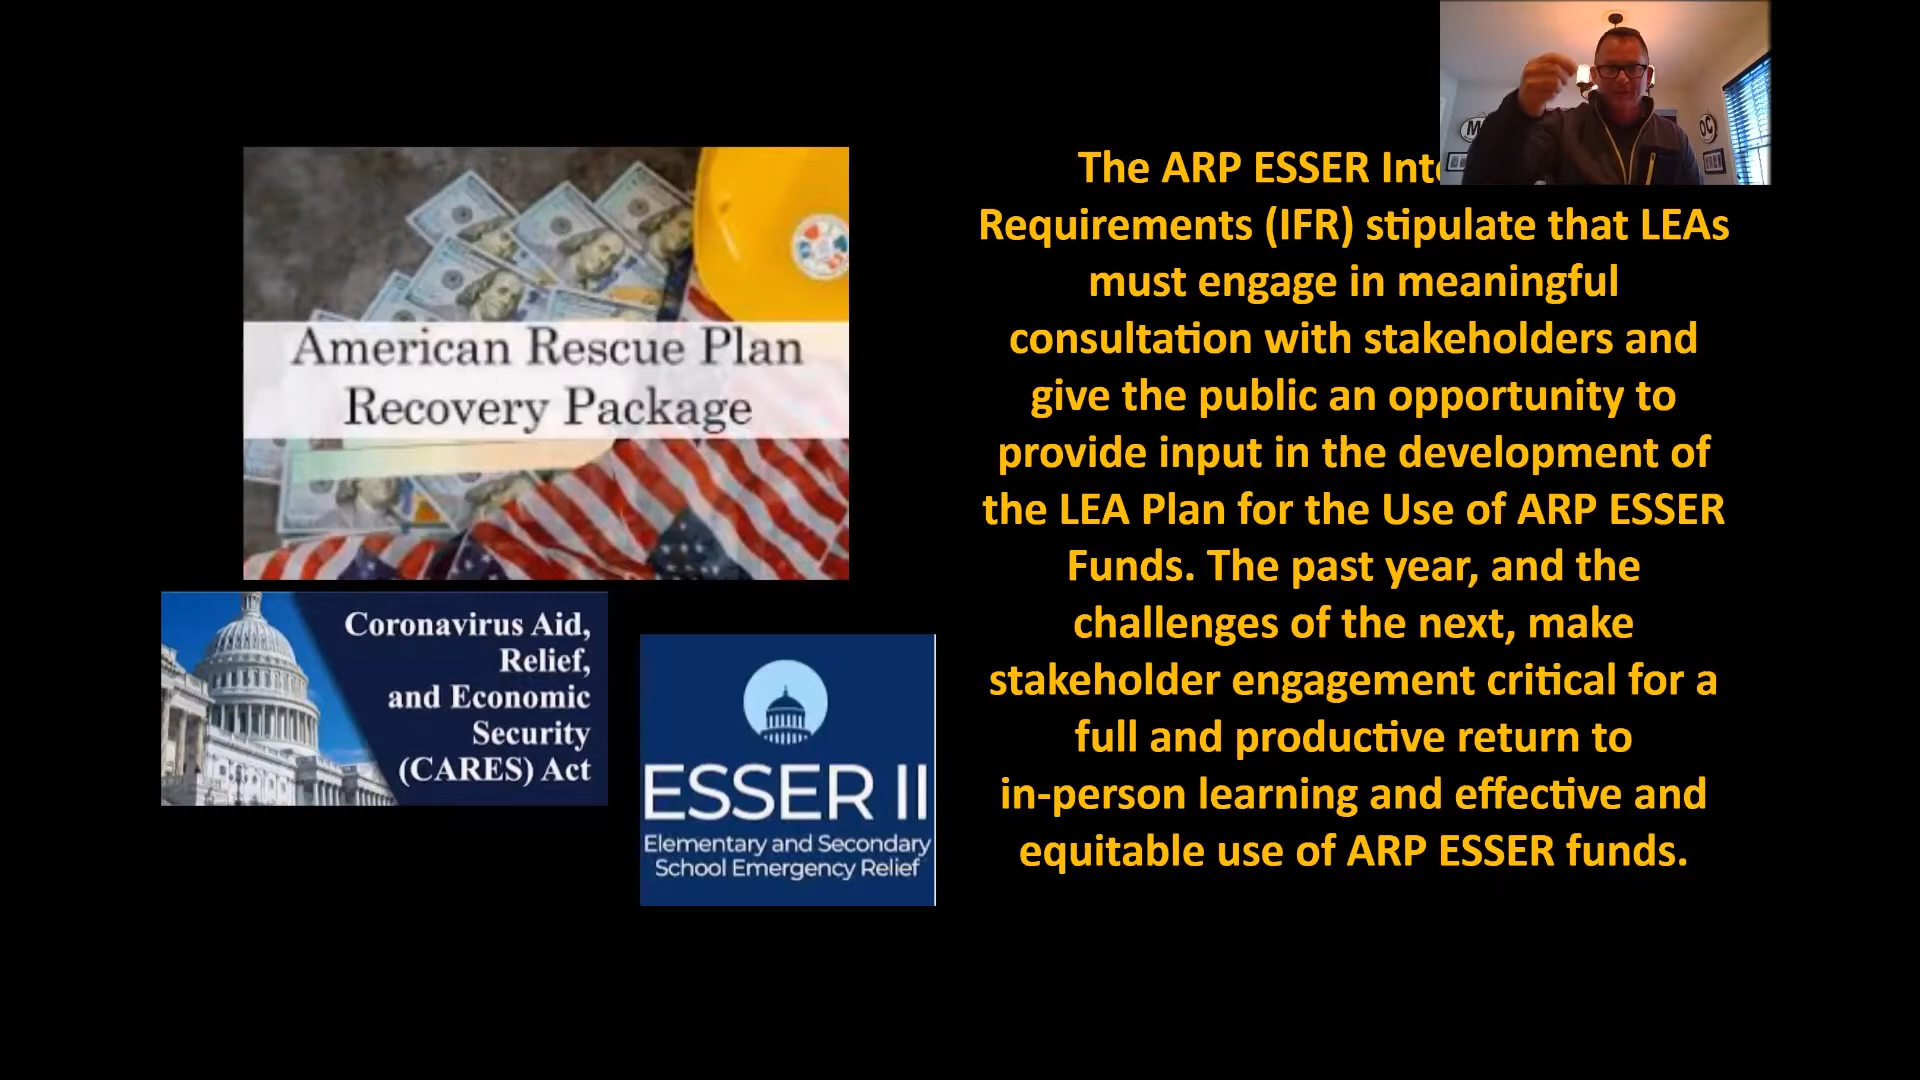 American Rescue Plan
Recovery Package
Coronavirus Aid,
Relief,
and Economic
Security
(CARES) Act
ESSER II
Elementary and Secondary
School Emergency Relief
The ARP ESSER
Requirements (IFR) stipulate that LEAs
must engage in meaningful
consultation with stakeholders and
give the public an opportunity to
provide input in the development of
the LEA Plan for the Use of ARP ESSER
Funds. The past year, and the
challenges of the next, make
stakeholder engagement critical for a
full and productive return to
in-person learning and effective and
equitable use of ARP ESSER funds.
OC